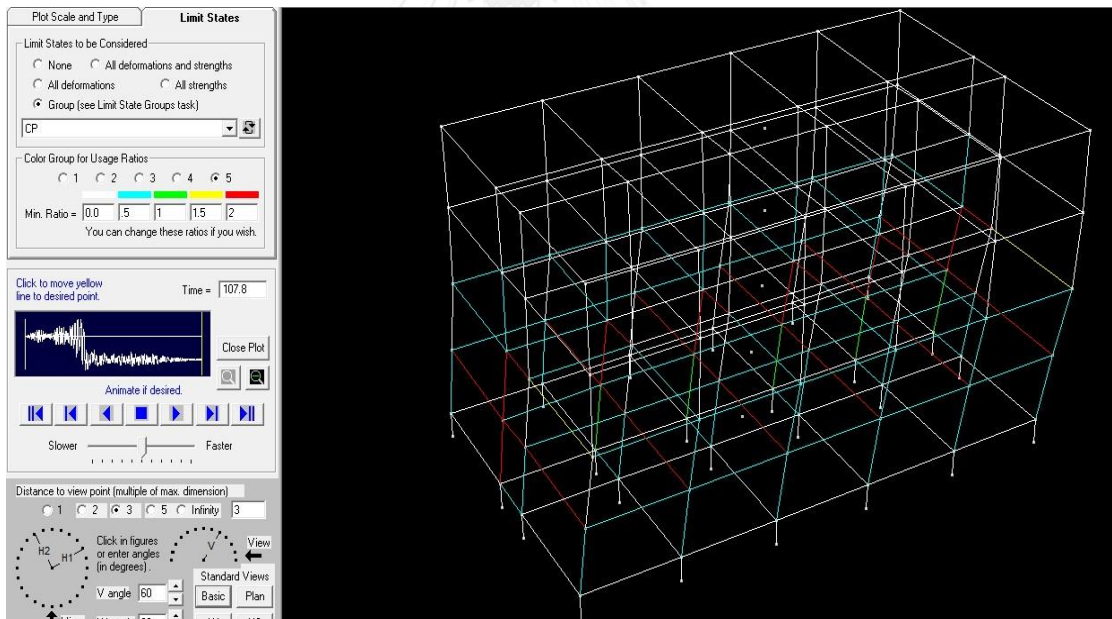 Plot Scale and Type Limit States
Limit States to be Considered
None All deformations and strengths
All deformations All strengths
Group (see Limit State Groups task)
CP
Color Group for Usage Ratios
1 2 3 4 5
Min. Ratio = 0.0 .5 1 1.5 2
You can change these ratios if you wish.
Click to move yellow
line to desired point.
Time = 107.8
Close Plot
Animate if desired.
Slower Faster
Distance to view point (multiple of max. dimension)
1 2 3 5 Infinity 3
H2 H1
Click in figures
or enter angles
(in degrees).
V
View
Standard Views
V angle 60
Basic Plan